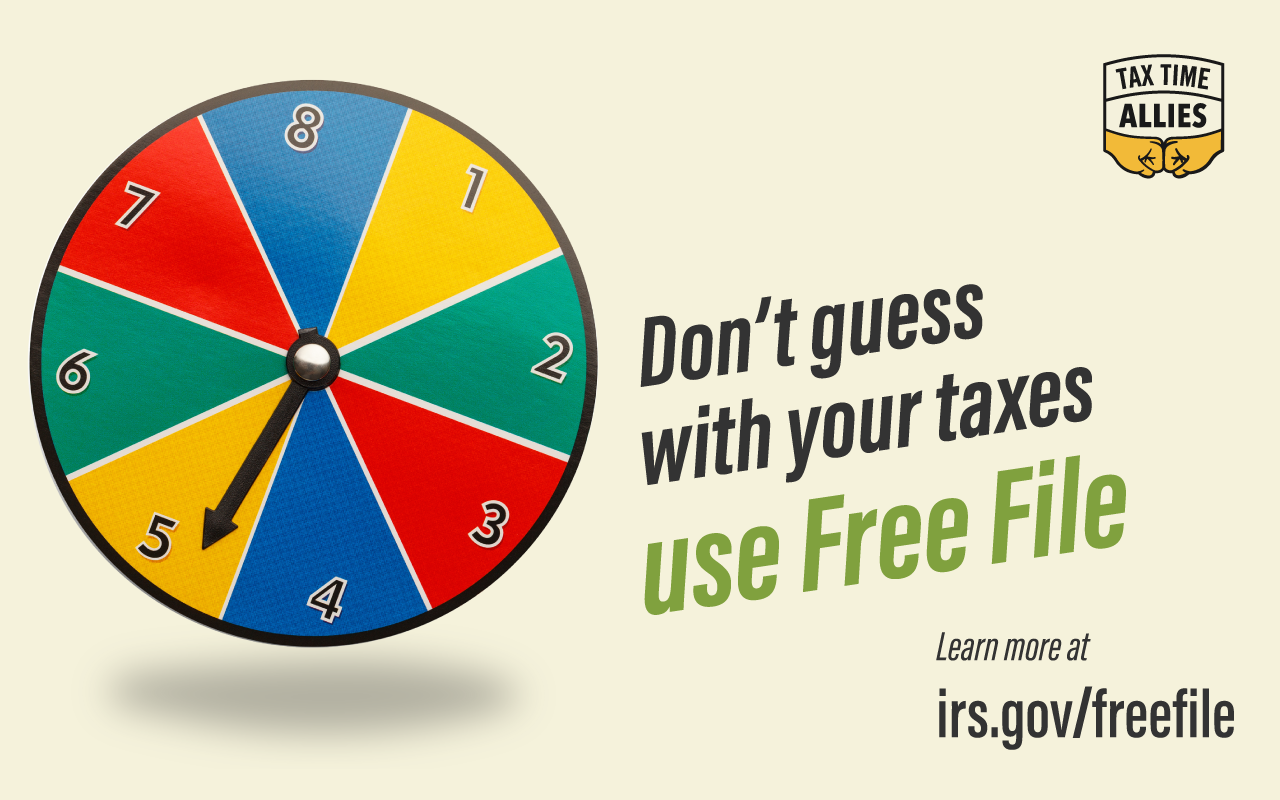 TAX TIME
ALLIES
8
1
7
2
6
3
5
4
Don’t guess
with your taxes
use Free File
Learn more at
irs.gov/freefile